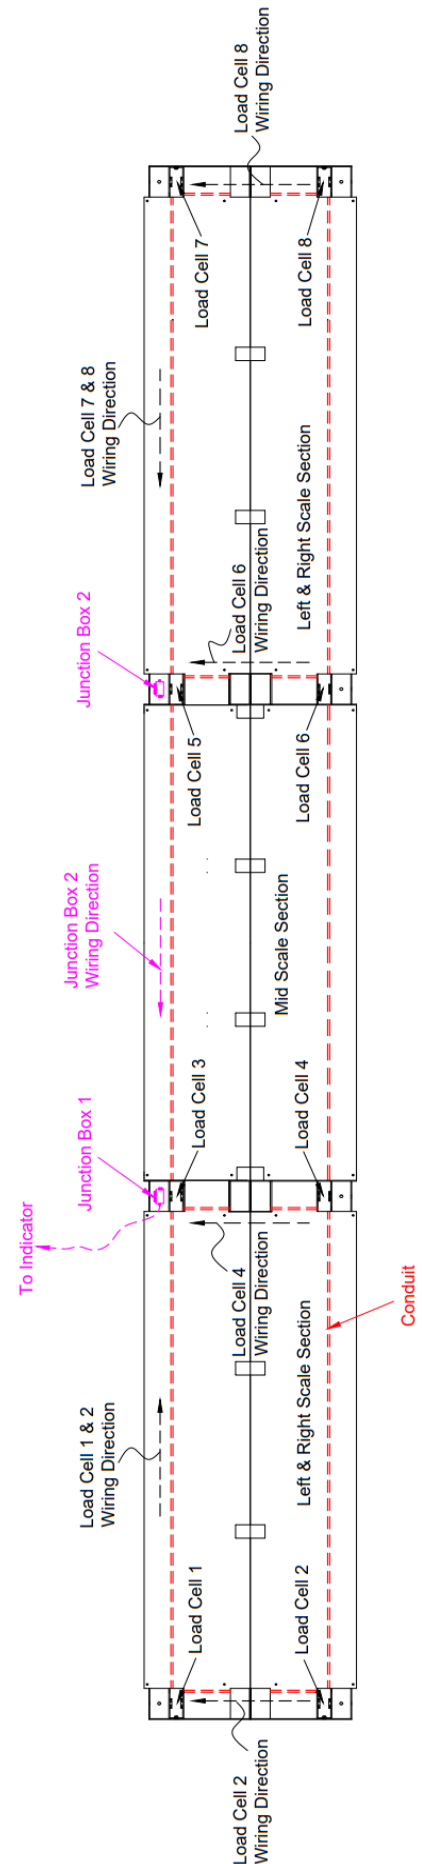 To Indicator
Junction Box 1
Junction Box 2
Wiring Direction
Junction Box 2
Load Cell 1 & 2
Wiring Direction
Load Cell 7 & 8
Wiring Direction
Load Cell 8
Wiring Direction
Load Cell 1
Load Cell 3
Load Cell 5
Load Cell 7
Load Cell 2
Wiring Direction
Load Cell 4
Wiring Direction
Load Cell 6
Wiring Direction
Mid Scale Section
Load Cell 2
Left & Right Scale Section
Load Cell 4
Load Cell 6
Left & Right Scale Section
Load Cell 8
Conduit